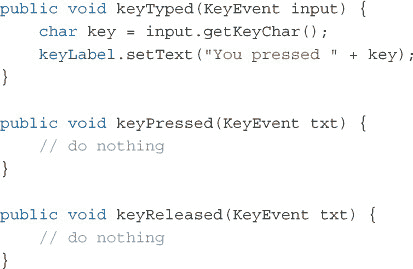 public void keyTyped(KeyEvent input) {
    char key = input.getKeyChar();
    keyLabel.setText("You pressed " + key);
}

public void keyPressed(KeyEvent txt) {
    // do nothing
}

public void keyReleased(KeyEvent txt) {
    // do nothing
}